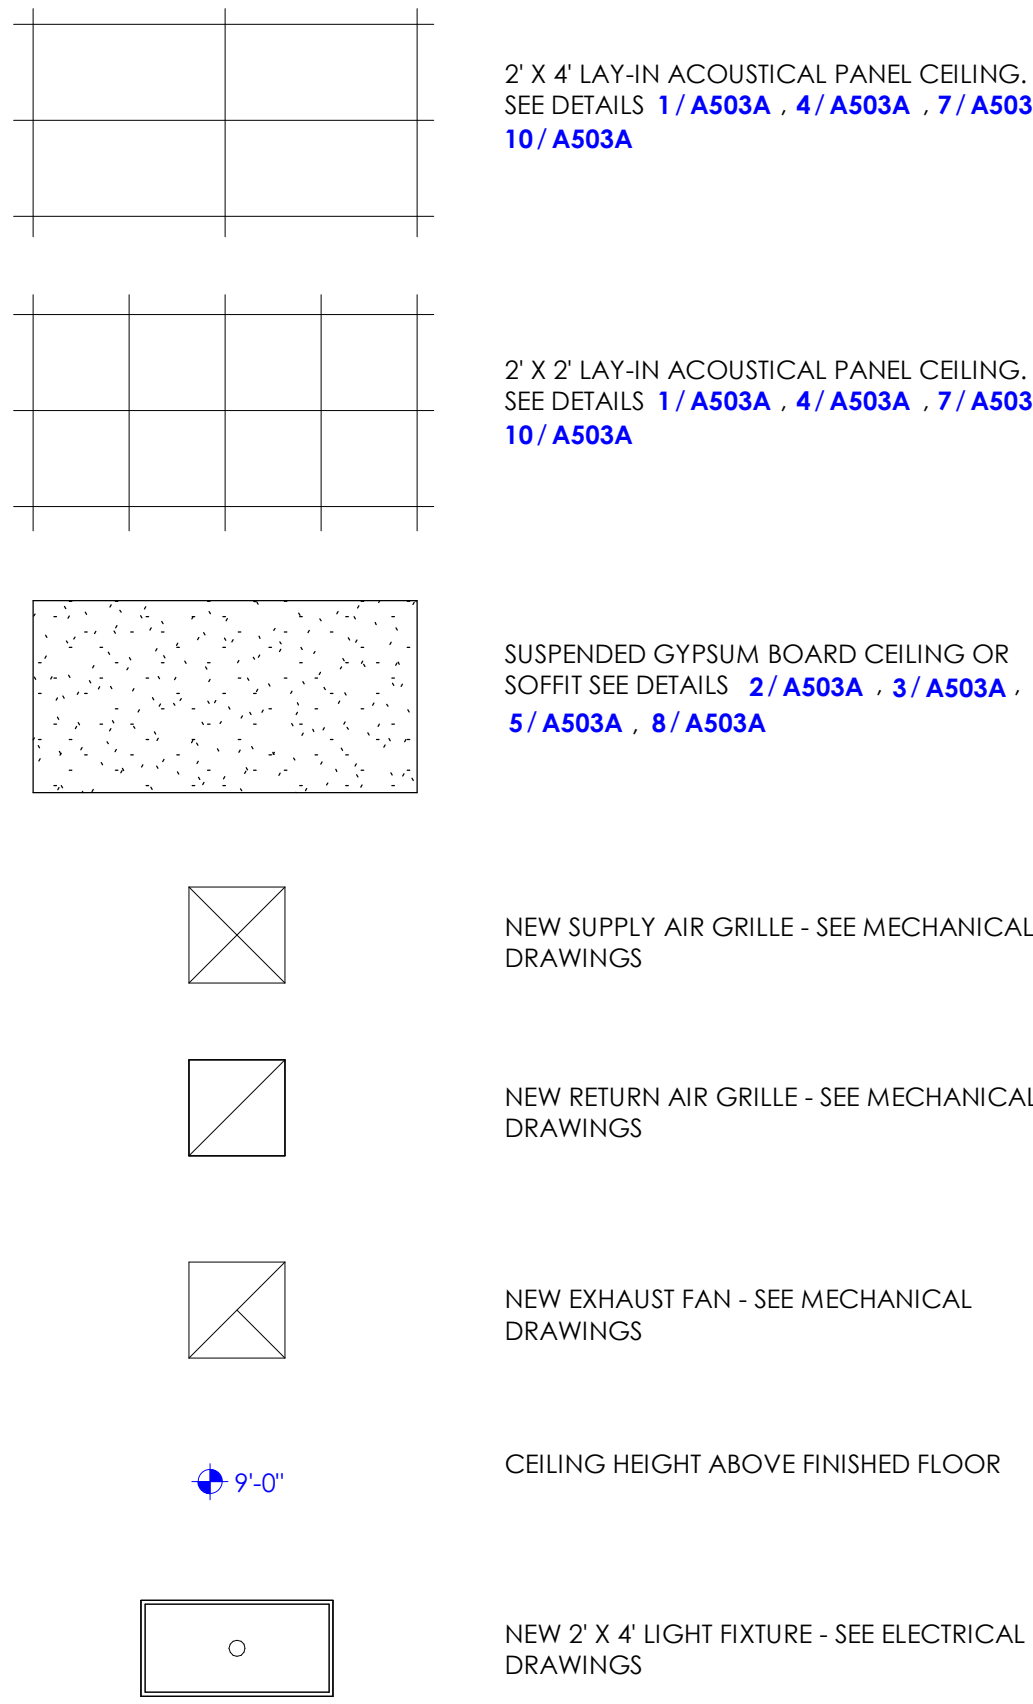 2' X 4' LAY-IN ACOUSTICAL PANEL CEILING.
SEE DETAILS 1 / A503A , 4 / A503A , 7 / A503
10 / A503A
2' X 2' LAY-IN ACOUSTICAL PANEL CEILING.
SEE DETAILS 1 / A503A , 4 / A503A , 7 / A503
10 / A503A
SUSPENDED GYPSUM BOARD CEILING OR
SOFFIT SEE DETAILS 2 / A503A , 3 / A503A ,
5 / A503A , 8 / A503A
NEW SUPPLY AIR GRILLE - SEE MECHANICAL
DRAWINGS
NEW RETURN AIR GRILLE - SEE MECHANICAL
DRAWINGS
NEW EXHAUST FAN - SEE MECHANICAL
DRAWINGS
9'-0" CEILING HEIGHT ABOVE FINISHED FLOOR
NEW 2' X 4' LIGHT FIXTURE - SEE ELECTRICAL
DRAWINGS